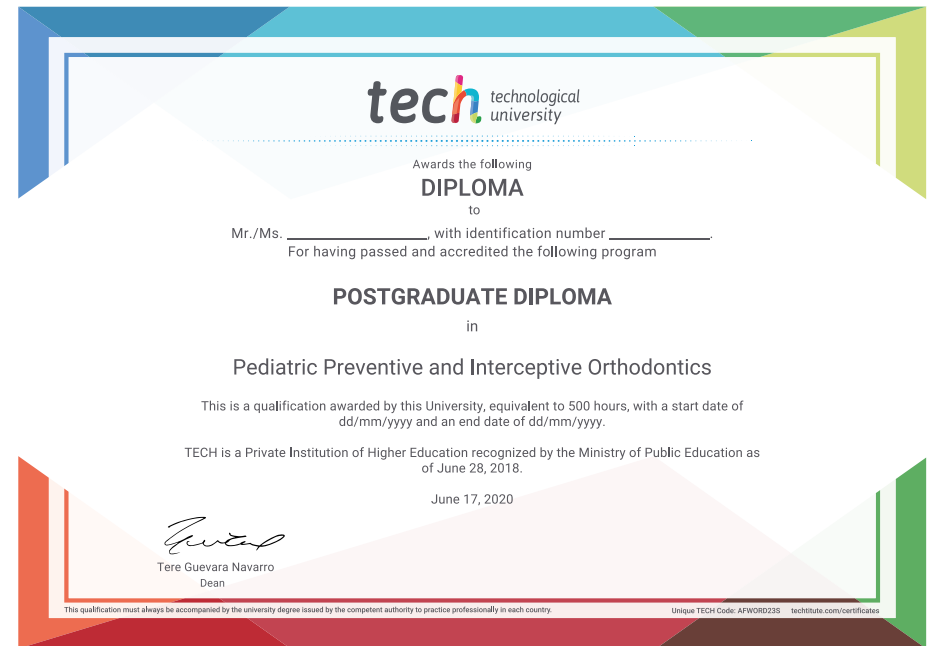 tech technological
university
Awards the following
DIPLOMA
to
Mr./Ms. ____________________, with identification number ______________.
For having passed and accredited the following program
POSTGRADUATE DIPLOMA
in
Pediatric Preventive and Interceptive Orthodontics
This is a qualification awarded by this University, equivalent to 500 hours, with a start date of
dd/mm/yyyy and an end date of dd/mm/yyyy.
TECH is a Private Institution of Higher Education recognized by the Ministry of Public Education as
of June 28, 2018.
June 17, 2020
Tere Guevara Navarro
Dean
This qualification must always be accompanied by the university degree issued by the competent authority to practice professionally in each country.
Unique TECH Code: AFWORD23S techtitute.com/certificates